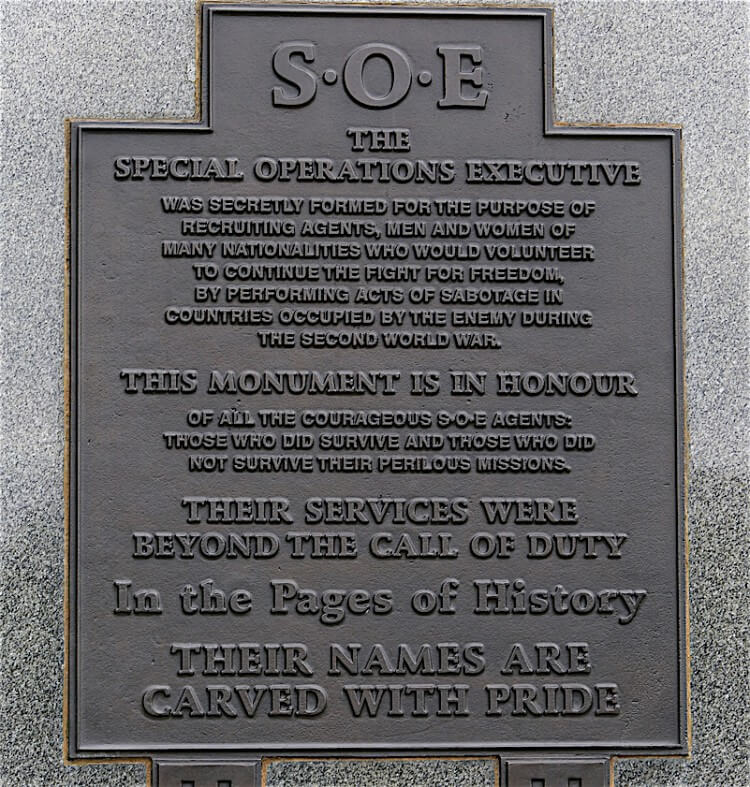 S·O·E
THE
SPECIAL OPERATIONS EXECUTIVE
WAS SECRETLY FORMED FOR THE PURPOSE OF
RECRUITING AGENTS, MEN AND WOMEN OF
MANY NATIONALITIES WHO WOULD VOLUNTEER
TO CONTINUE THE FIGHT FOR FREEDOM,
BY PERFORMING ACTS OF SABOTAGE IN
COUNTRIES OCCUPIED BY THE ENEMY DURING
THE SECOND WORLD WAR.
THIS MONUMENT IS IN HONOUR
OF ALL THE COURAGEOUS S·O·E AGENTS:
THOSE WHO DID SURVIVE AND THOSE WHO DID
NOT SURVIVE THEIR PERILOUS MISSIONS.
THEIR SERVICES WERE
BEYOND THE CALL OF DUTY
In the Pages of History
THEIR NAMES ARE
CARVED WITH PRIDE